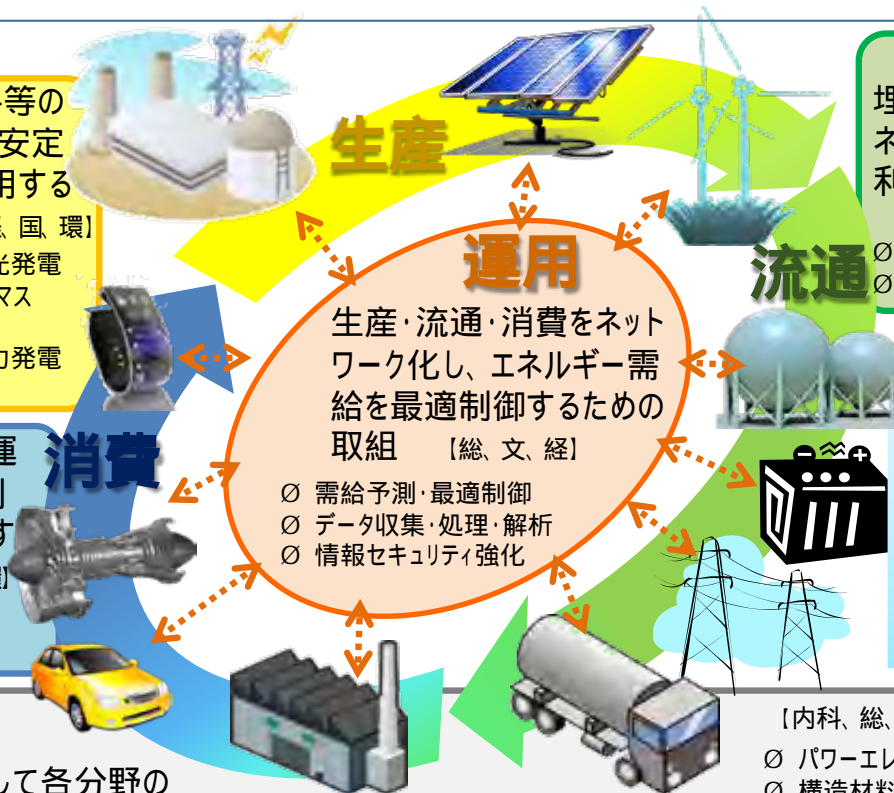 等の
安定
用する
、国、環】
光発電
マス
力発電
生産
埋
ネ
利
Ø
Ø
流通
運用
生産・流通・消費をネット
ワーク化し、エネルギー需
給を最適制御するための
取組 【総、文、経】
Ø 需給予測・最適制御
Ø データ収集・処理・解析
Ø 情報セキュリティ強化
消費
運
す
】
して各分野の
【内科、総、
Ø パワーエレ
Ø 構造材料